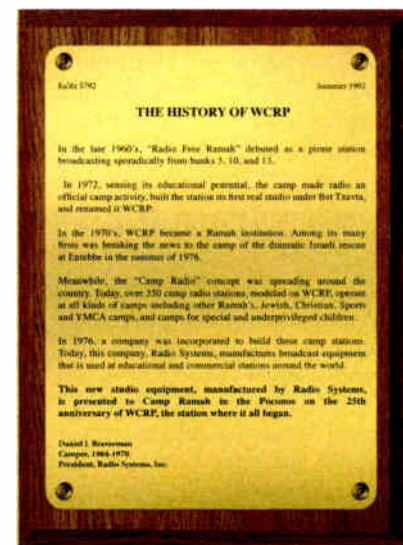 Summer 1992
THE HISTORY OF WCRP
In the late 1960's, "Radio Free Ramah" debuted as a pirate station
broadcasting sporadically from bunks 5, 10, and 13.
In 1972, sensing its educational potential, the camp made radio an
official camp activity, built the station its first real studio under Bet Tzavta,
and renamed it WCRP.
In the 1970's, WCRP became a Ramah institution. Among its many
firsts was breaking the news to the camp of the dramatic Israeli rescue
at Entebbe in the summer of 1976.
Meanwhile, the "Camp Radio" concept was spreading around the
country. Today, over 350 camp radio stations, modeled on WCRP, operate
at all kinds of camps including other Ramah's, Jewish, Christian, Sports
and YMCA camps, and camps for special and underprivileged children.
In 1976, a company was incorporated to build these camp stations.
Today, this company, Radio Systems, manufactures broadcast equipment
that is used at educational and commercial stations around the world.
This new studio equipment, manufactured by Radio Systems,
is presented to Camp Ramah in the Poconos on the 25th
anniversary of WCRP, the station where it all began.
Daniel I. Braverman
Camper, 1964-1970
President, Radio Systems, Inc.